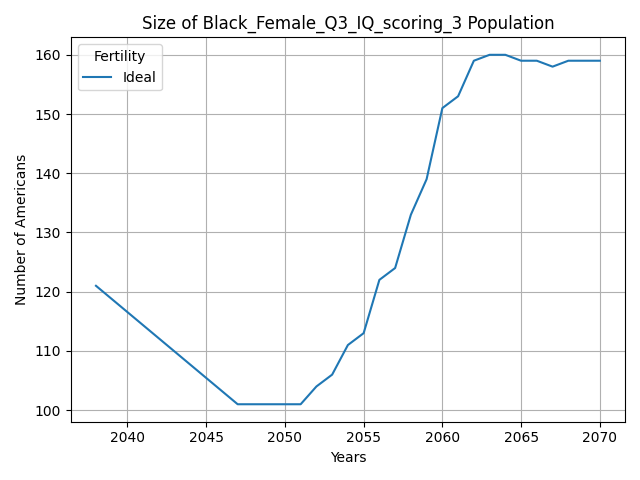 Size of Black_Female_Q3_IQ_scoring_3 Population
Fertility
Ideal
Number of Americans
160
150
140
130
120
110
100
2040
2045
2050
2055
2060
2065
2070
Years